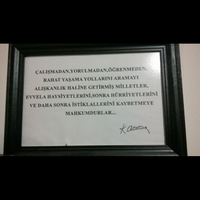 ÇALIŞMADAN,YORULMADAN,ÖĞRENMEDEN,
RAHAT YAŞAMA YOLLARINI ARAMAYI
ALIŞKANLIK HALİNE GETİRMİŞ MİLLETLER,
EVVELA HAYSİYETLERİNİ,SONRA HÜRRİYETLERİNİ
VE DAHA SONRA İSTİKLALLERİNİ KAYBETMEYE
MAHKUMDURLAR...